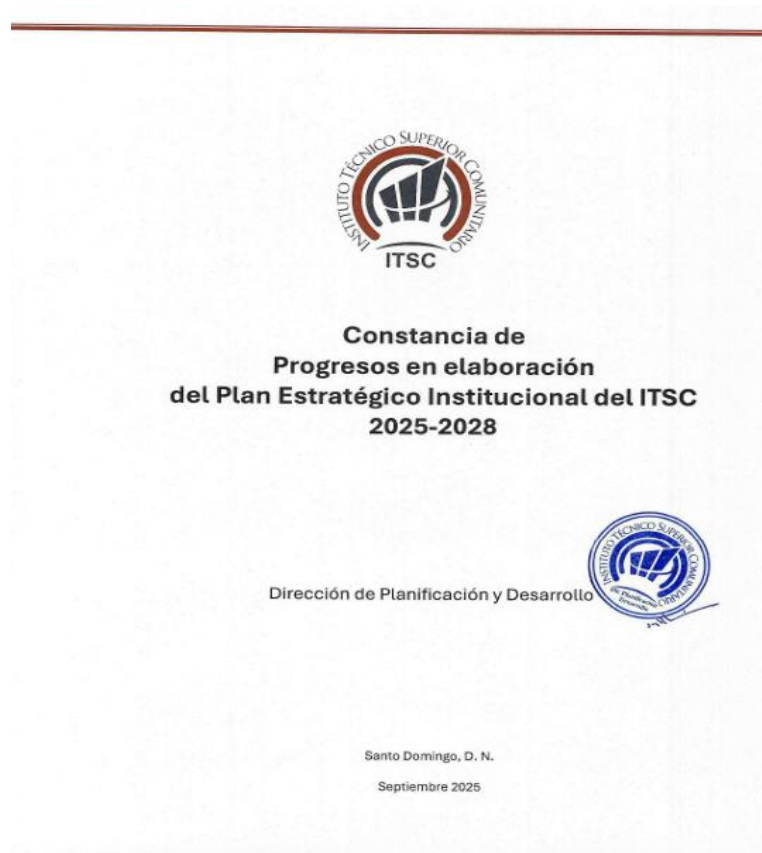 INSTITUTO TÉCNICO SUPERIOR COMUNITARIO
ITSC
Constancia de
Progresos en elaboración
del Plan Estratégico Institucional del ITSC
2025-2028
INSTITUTO TÉCNICO SUPERIOR COMUNITARIO
Dirección de Planificación y Desarrollo
Santo Domingo, D. N.
Septiembre 2025